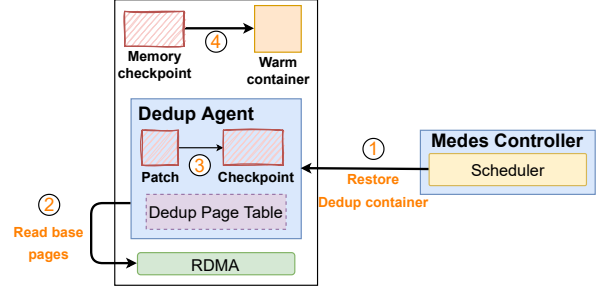 ④
Memory
checkpoint
Warm
container
Dedup Agent
③
Patch
Checkpoint
Dedup Page Table
RDMA
①
Restore
Dedup container
Medes Controller
Scheduler
②
Read base
pages